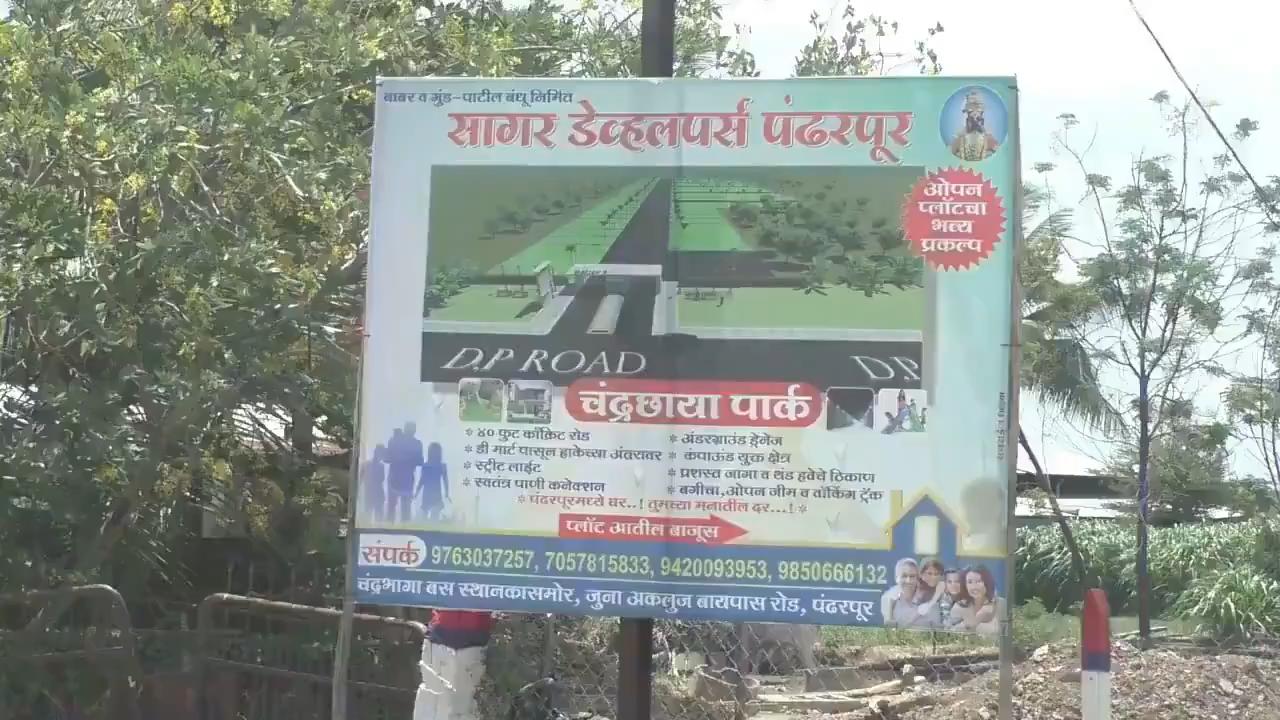 बाबर व मुंड-पाटील बंधू निर्मित
सागर डेव्हलपर्स पंढरपूर
ओपन
प्लॉटचा
भव्य
प्रकल्प
D.P ROAD
D.P
चंद्रछाया पार्क
* ४० फुट काँक्रिट रोड
* डी मार्ट पासून हाकेच्या अंतरावर
* स्ट्रीट लाईट
* स्वतंत्र पाणी कनेक्शन
* अंडरग्राउंड ड्रेनेज
* कंपाऊंड युक्त क्षेत्र
* प्रशस्त जागा व थंड हवेचे ठिकाण
* बगीचा,ओपन जीम व वॉकिंग ट्रॅक
* पंढरपूरमध्ये घर..! तुमच्या मनातील दर...! *
प्लॉट आतील बाजुस
संपर्क 9763037257, 7057815833, 9420093953, 9850666132
चंद्रभागा बस स्थानकासमोर, जुना अकलुज बायपास रोड, पंढरपूर